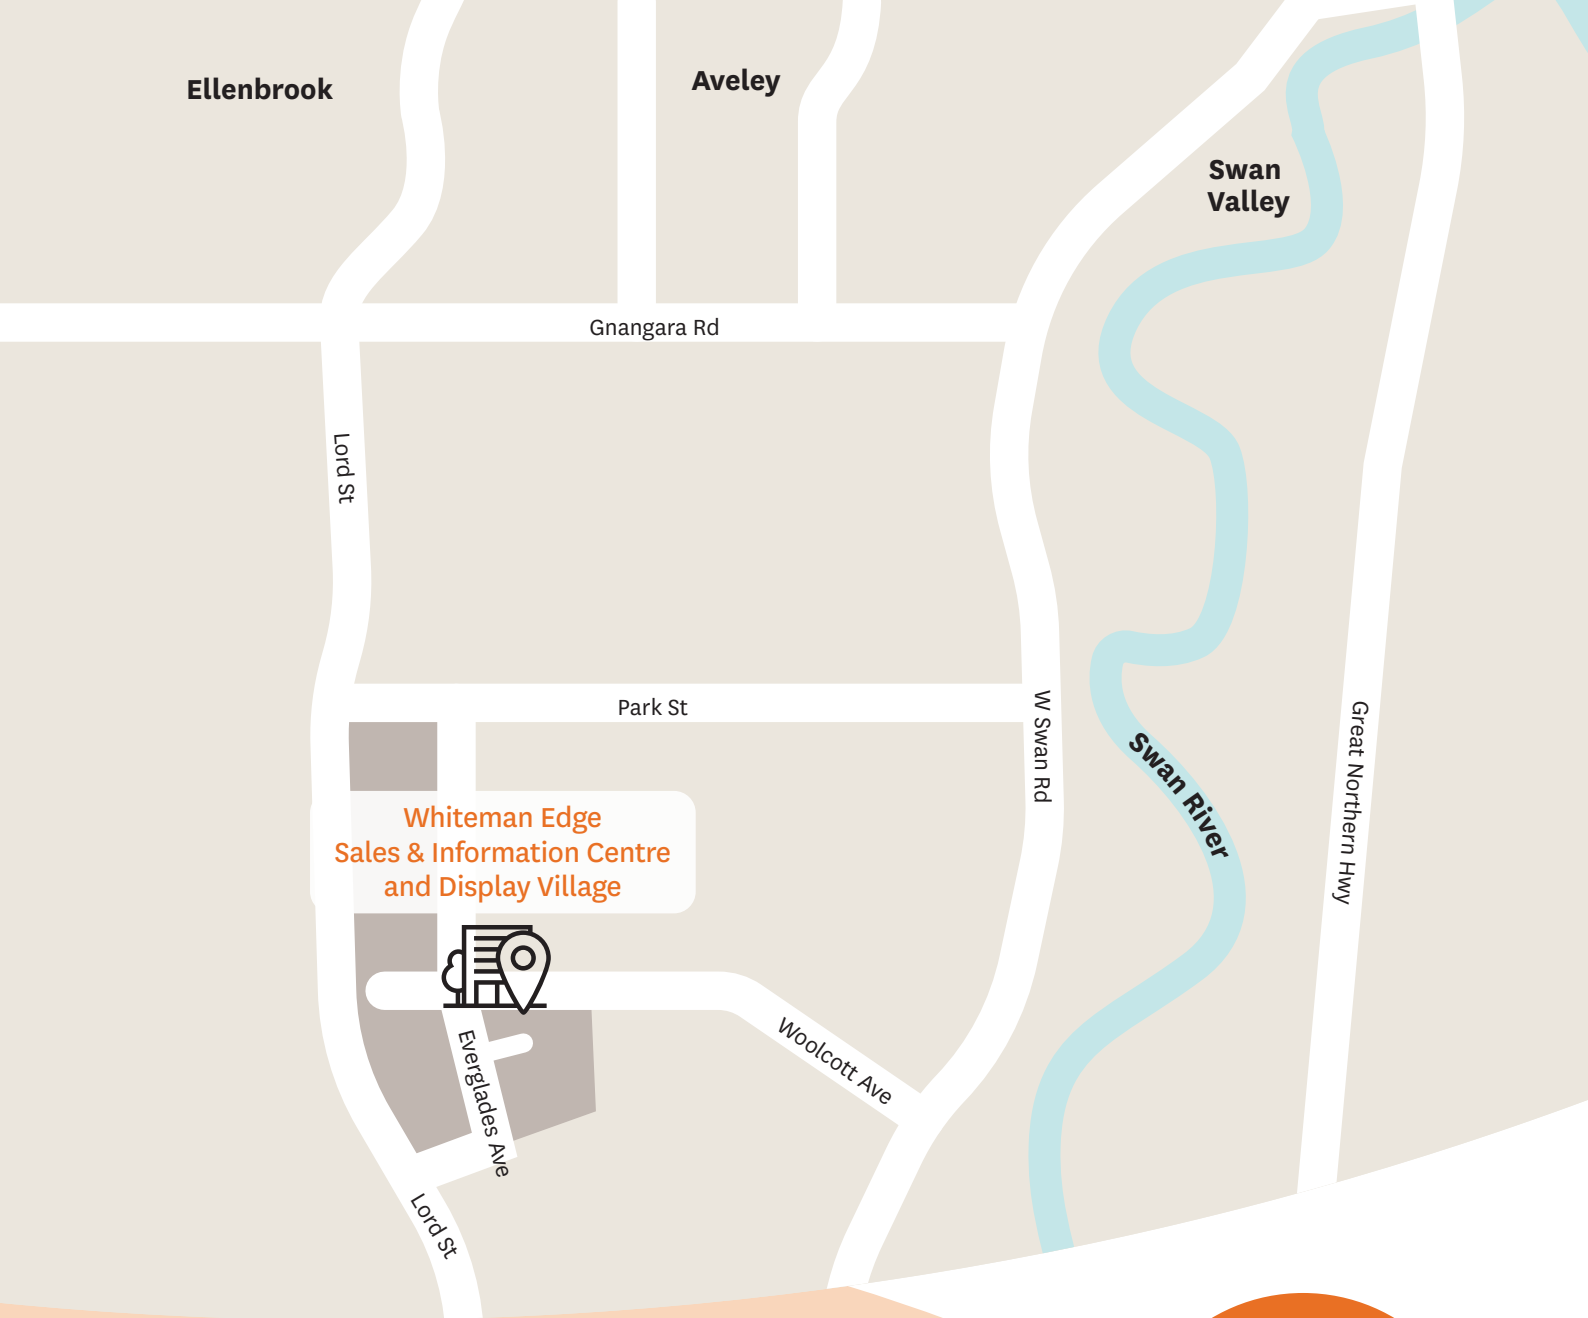 Ellenbrook
Aveley
Swan
Valley
Gnangara Rd
Lord St
Park St
W Swan Rd
Swan River
Great Northern Hwy
Whiteman Edge
Sales & Information Centre
and Display Village
Woolcott Ave
Everglades Ave
Lord St